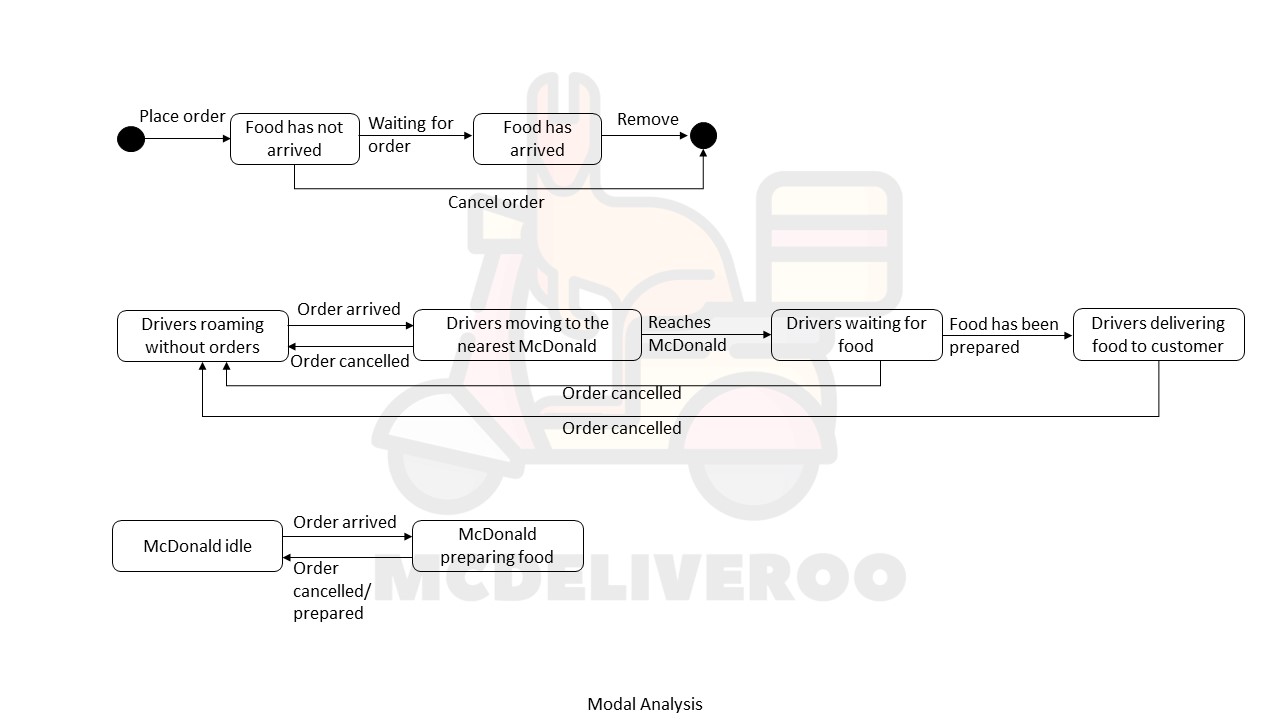 Place order
Food has not
arrived
Waiting for
order
Food has
arrived
Remove
Cancel order
Drivers roaming
without orders
Order arrived
Order cancelled
Drivers moving to the
nearest McDonald
Reaches
McDonald
Drivers waiting for
food
Food has been
prepared
Drivers delivering
food to customer
Order cancelled
Order cancelled
McDonald idle
Order arrived
Order
cancelled/
prepared
McDonald
preparing food
MCDELIVEROO
Modal Analysis